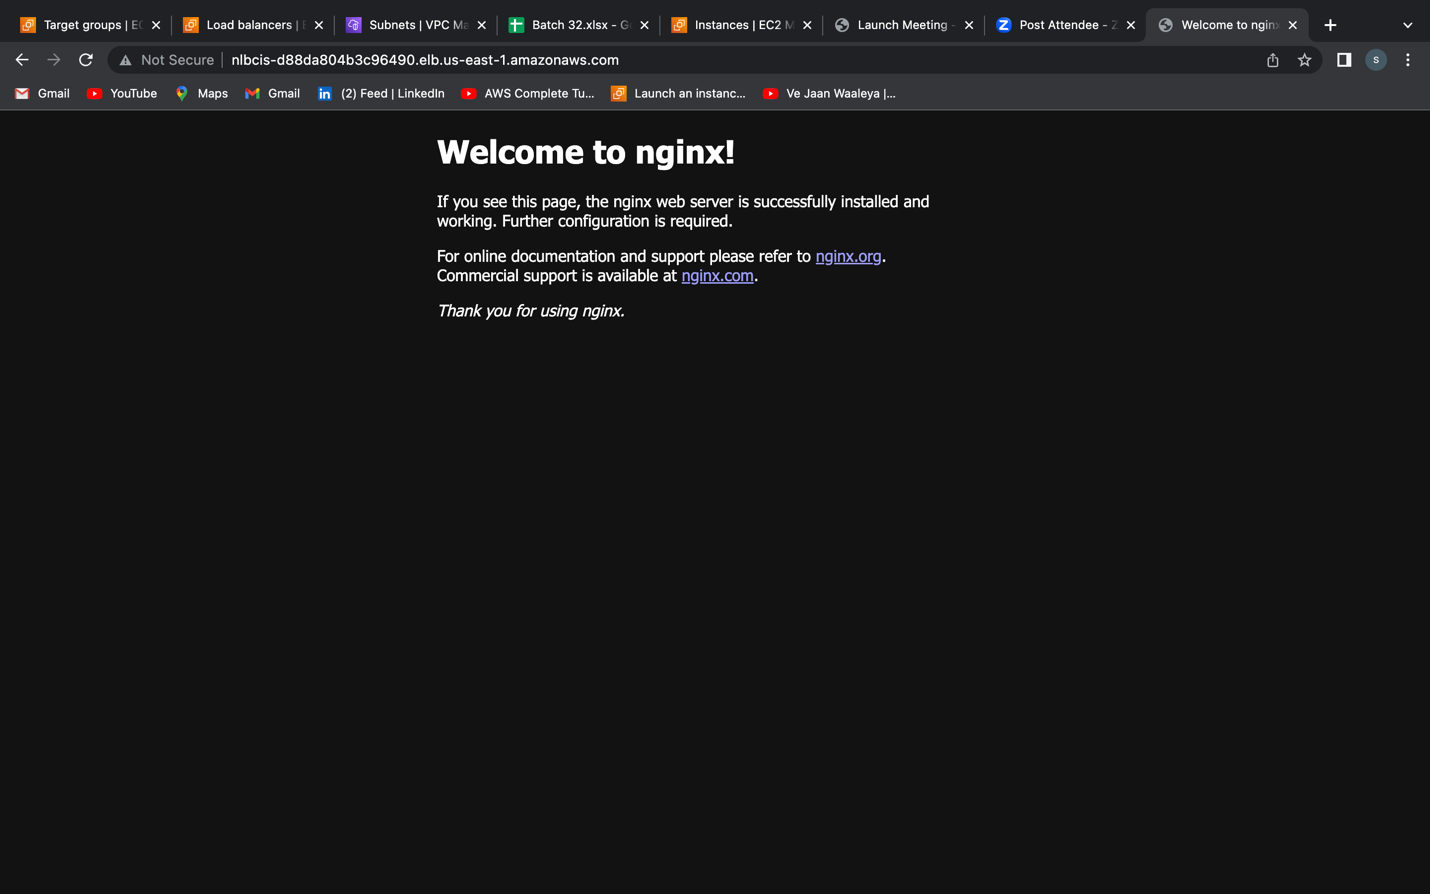 Target groups | EC
Load balancers |
Subnets | VPC Ma
Batch 32.xlsx - G
Instances | EC2 M
Launch Meeting -
Post Attendee - Z
Welcome to nginx
Not Secure
nlbcis-d88da804b3c96490.elb.us-east-1.amazonaws.com
S
Gmail
YouTube
Maps
Gmail
(2) Feed | LinkedIn
AWS Complete Tu...
Launch an instanc...
Ve Jaan Waaleya |...
Welcome to nginx!
If you see this page, the nginx web server is successfully installed and
working. Further configuration is required.
For online documentation and support please refer to nginx.org.
Commercial support is available at nginx.com.
Thank you for using nginx.